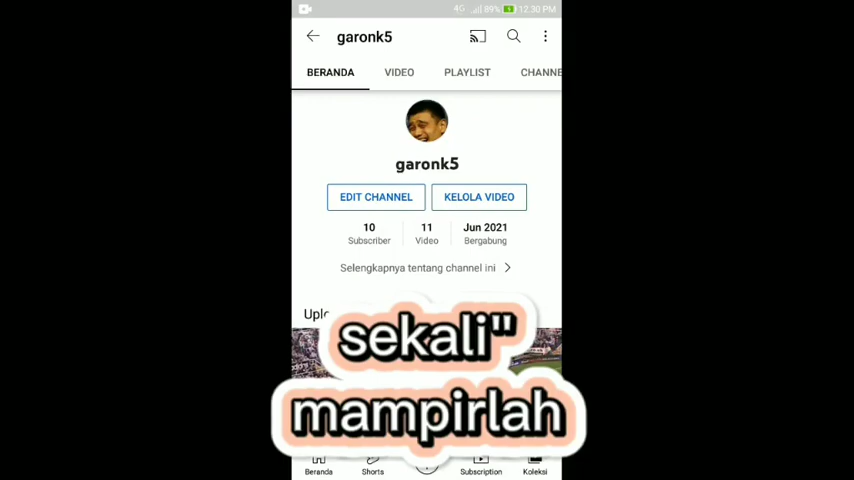 4G 89% 12.30 PM
garonk5
BERANDA VIDEO PLAYLIST CHANNE
garonk5
EDIT CHANNEL KELOLA VIDEO
10 11 Jun 2021
Subscriber Video Bergabung
Selengkapnya tentang channel ini
Uplo
sekali"
mampirlah
Beranda Shorts Subscription Koleksi